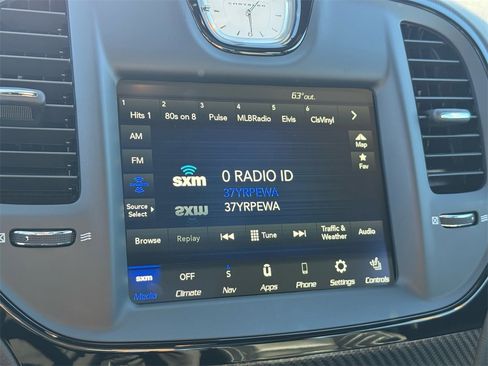 CHRYSLER
63° out.
1 2 3 4 5 6
Hits 1 80s on 8 Pulse MLBRadio Elvis ClsVinyl
AM
FM
Map
Fav
sxm
0 RADIO ID
37YRPEWA
sxm
37YRPEWA
Source
Select
Browse Replay Tune Traffic &
Weather Audio
sxm OFF S
Media Climate Nav Apps Phone Settings Controls